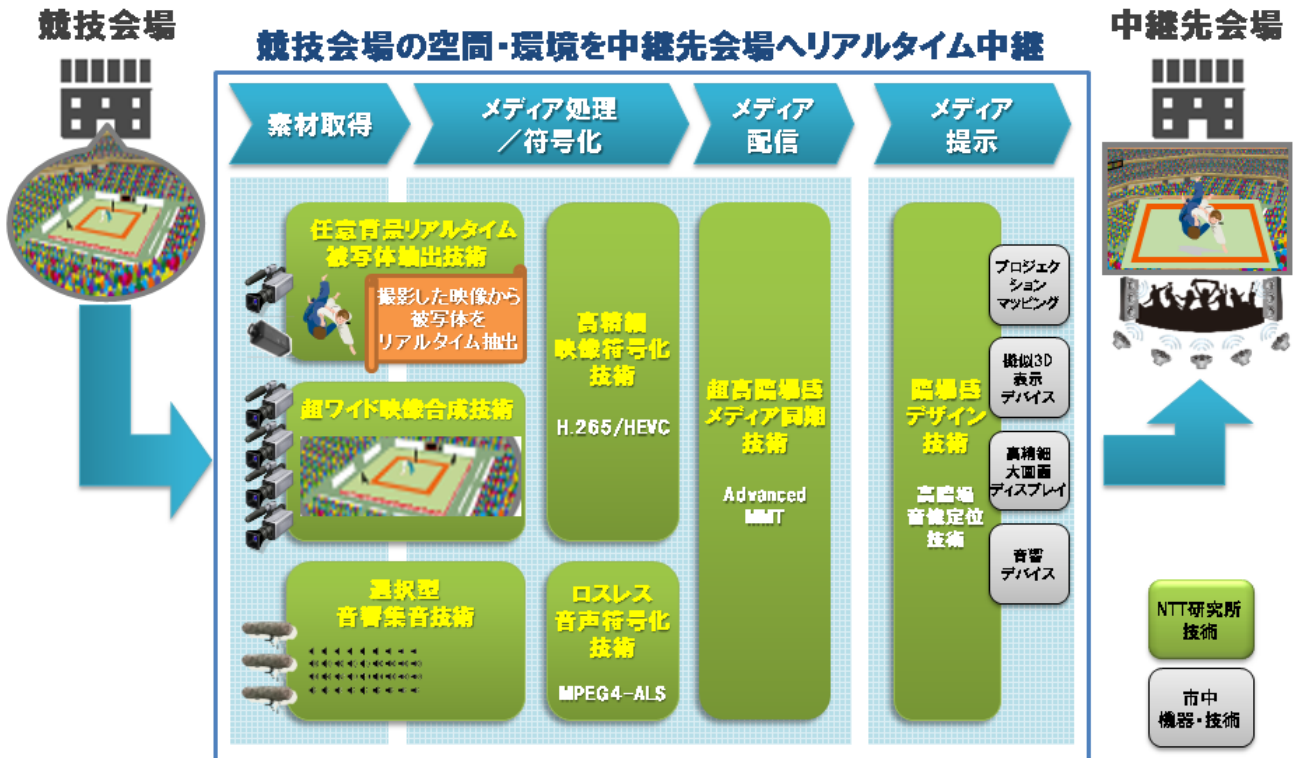 競技会場
中継先会場
競技会場の空間・環境を中継先会場へリアルタイム中継
素材取得
メディア処理
／符号化
メディア
配信
メディア
提示
任意背景リアルタイム
被写体抽出技術
撮影した映像から
被写体を
リアルタイム抽出
超ワイド映像合成技術
選択型
音響集音技術
高精細
映像符号化
技術
H.265/HEVC
ロスレス
音声符号化
技術
MPEG4-ALS
超高臨場感
メディア同期
技術
Advanced
MMT
臨場感
デザイン
技術
高臨場
音像定位
技術
プロジェク
ション
マッピング
擬似3D
表示
デバイス
高精細
大画面
ディスプレイ
音響
デバイス
NTT研究所
技術
市中
機器・技術